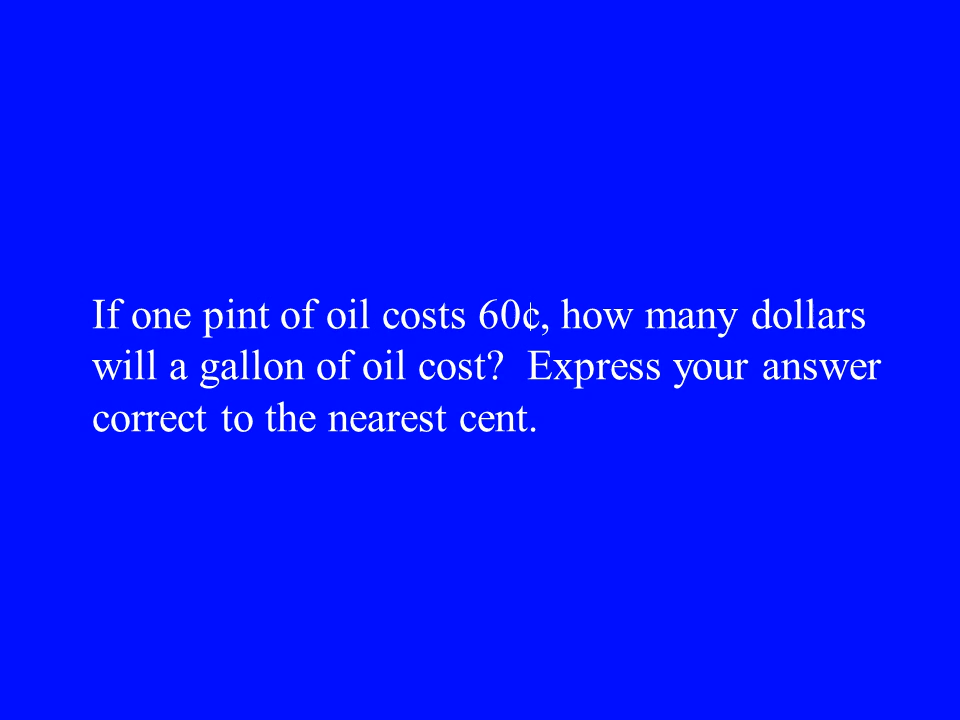 If one pint of oil costs 60¢, how many dollars
will a gallon of oil cost?  Express your answer
correct to the nearest cent.